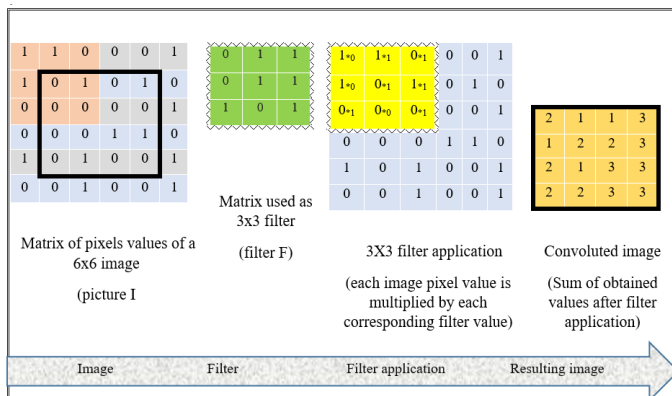 1 1 0 0 0 1
1 0 1 0 1 0
0 0 0 0 0 1
0 0 0 1 1 0
1 0 1 0 0 1
0 0 1 0 0 1
Matrix of pixels values of a
6x6 image
(picture I
0 1 1
0 1 1
1 0 1
Matrix used as
3x3 filter
(filter F)
1*0 1*1 0*1 0 0 1
1*0 0*1 1*1 0 1 0
0*1 0*0 0*1 0 0 1
0 0 0 1 1 0
1 0 1 0 0 1
0 0 1 0 0 1
3X3 filter application
(each image pixel value is
multiplied by each
corresponding filter value)
2 1 1 3
1 2 2 3
2 1 3 3
2 2 3 3
Convoluted image
(Sum of obtained
values after filter
application)
Image Filter Filter application Resulting image